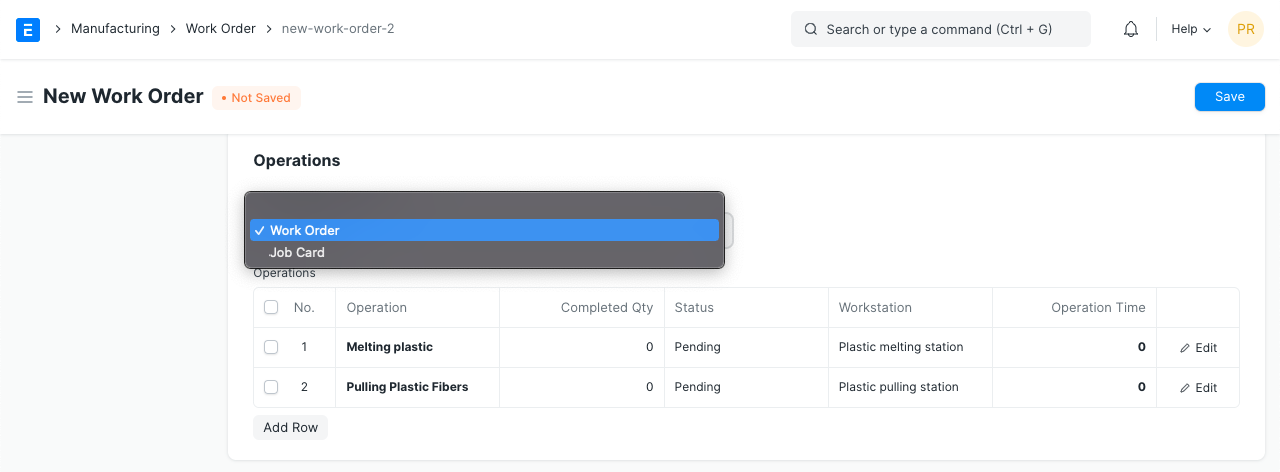 Manufacturing Work Order new-work-order-2 Search or type a command (Ctrl + G) Help PR
New Work Order • Not Saved Save
Operations
✓ Work Order
Job Card
Operations
No. Operation Completed Qty Status Workstation Operation Time
1 Melting plastic 0 Pending Plastic melting station 0 Edit
2 Pulling Plastic Fibers 0 Pending Plastic pulling station 0 Edit
Add Row